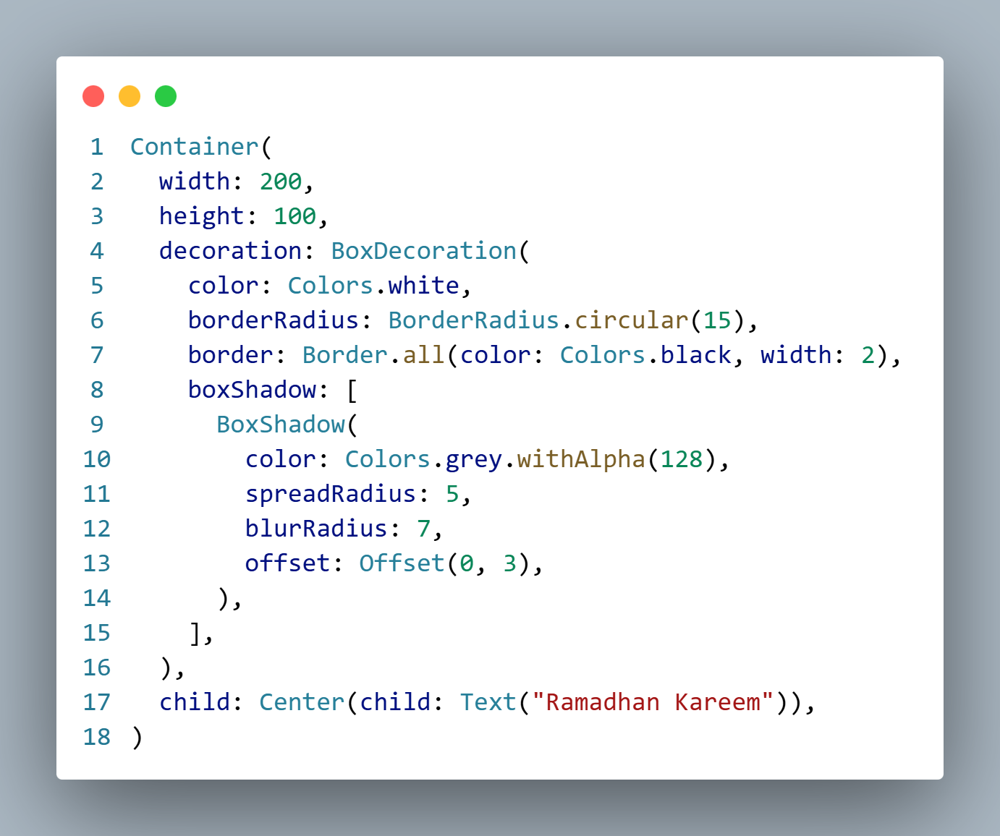 1 Container(
2   width: 200,
3   height: 100,
4   decoration: BoxDecoration(
5     color: Colors.white,
6     borderRadius: BorderRadius.circular(15),
7     border: Border.all(color: Colors.black, width: 2),
8     boxShadow: [
9       BoxShadow(
10         color: Colors.grey.withAlpha(128),
11         spreadRadius: 5,
12         blurRadius: 7,
13         offset: Offset(0, 3),
14       ),
15     ],
16   ),
17   child: Center(child: Text("Ramadhan Kareem")),
18 )